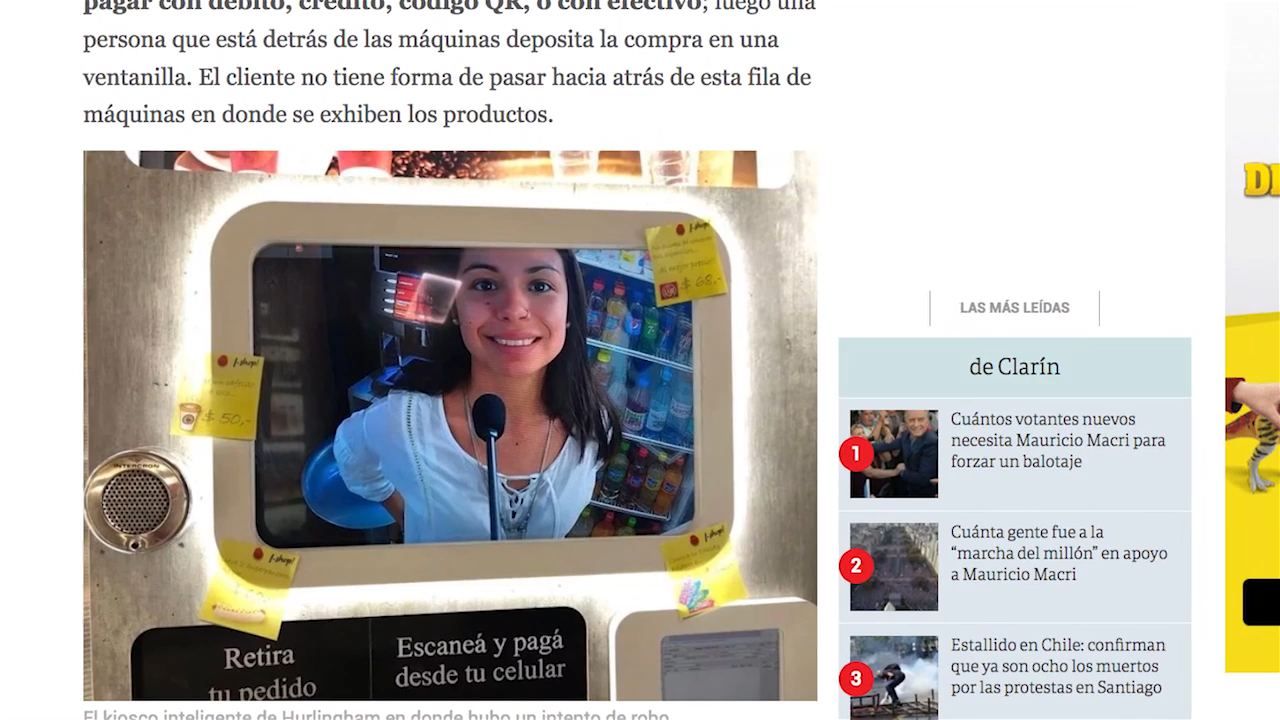 pagar con débito, crédito, código QR, o con efectivo; luego una
persona que está detrás de las máquinas deposita la compra en una
ventanilla. El cliente no tiene forma de pasar hacia atrás de esta fila de
máquinas en donde se exhiben los productos.
$ 68.-
$ 50,-
INTERCRON
Retira
tu pedido
Escaneá y pagá
desde tu celular
El kiosco inteligente de Hurlingham en donde hubo un intento de robo.
LAS MÁS LEÍDAS
de Clarín
1
Cuántos votantes nuevos
necesita Mauricio Macri para
forzar un balotaje
2
Cuánta gente fue a la
“marcha del millón” en apoyo
a Mauricio Macri
3
Estallido en Chile: confirman
que ya son ocho los muertos
por las protestas en Santiago